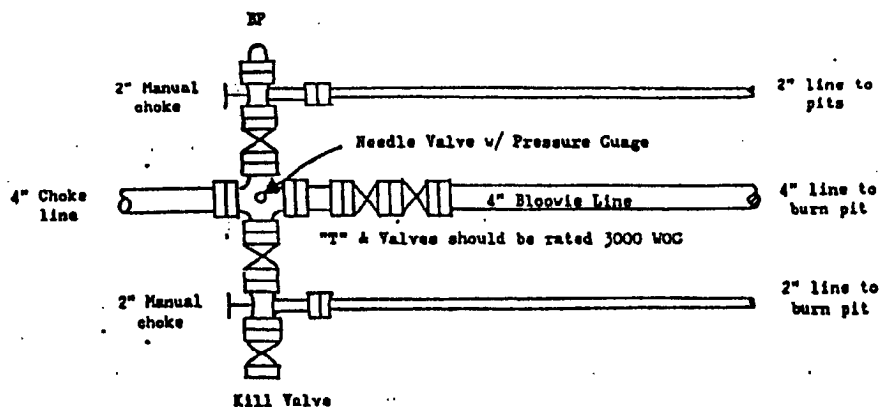 BP
2" Manual
choke
2" line to
pits
Needle Valve w/ Pressure Guage
4" Choke
line
4" Bloowie Line
4" line to
burn pit
"T" & Valves should be rated 3000 WOG
2" Manual
choke
2" line to
burn pit
Kill Valve